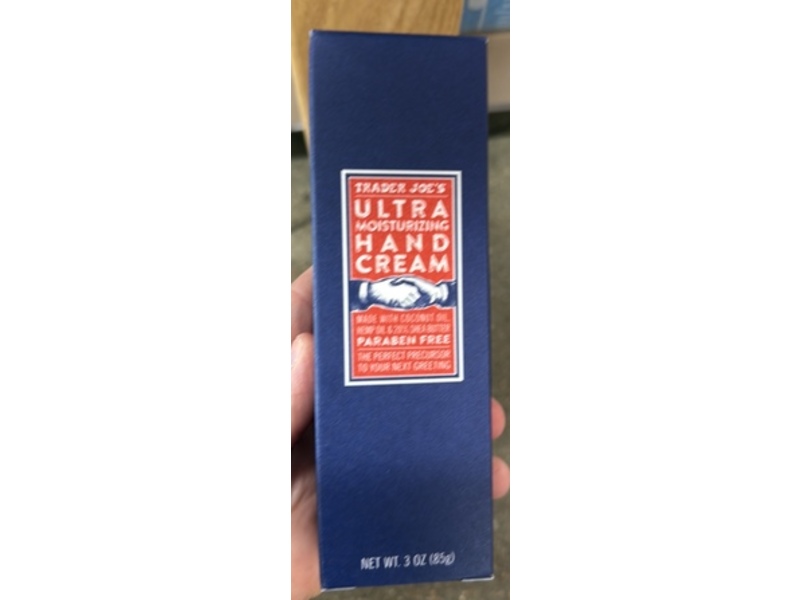 TRADER JOE'S
ULTRA
MOISTURIZING
HAND
CREAM
MADE WITH COCONUT OIL,
HEMP OIL & 20% SHEA BUTTER
PARABEN FREE
THE PERFECT PRECURSOR
TO YOUR NEXT GREETING
NET WT. 3 OZ (85g)